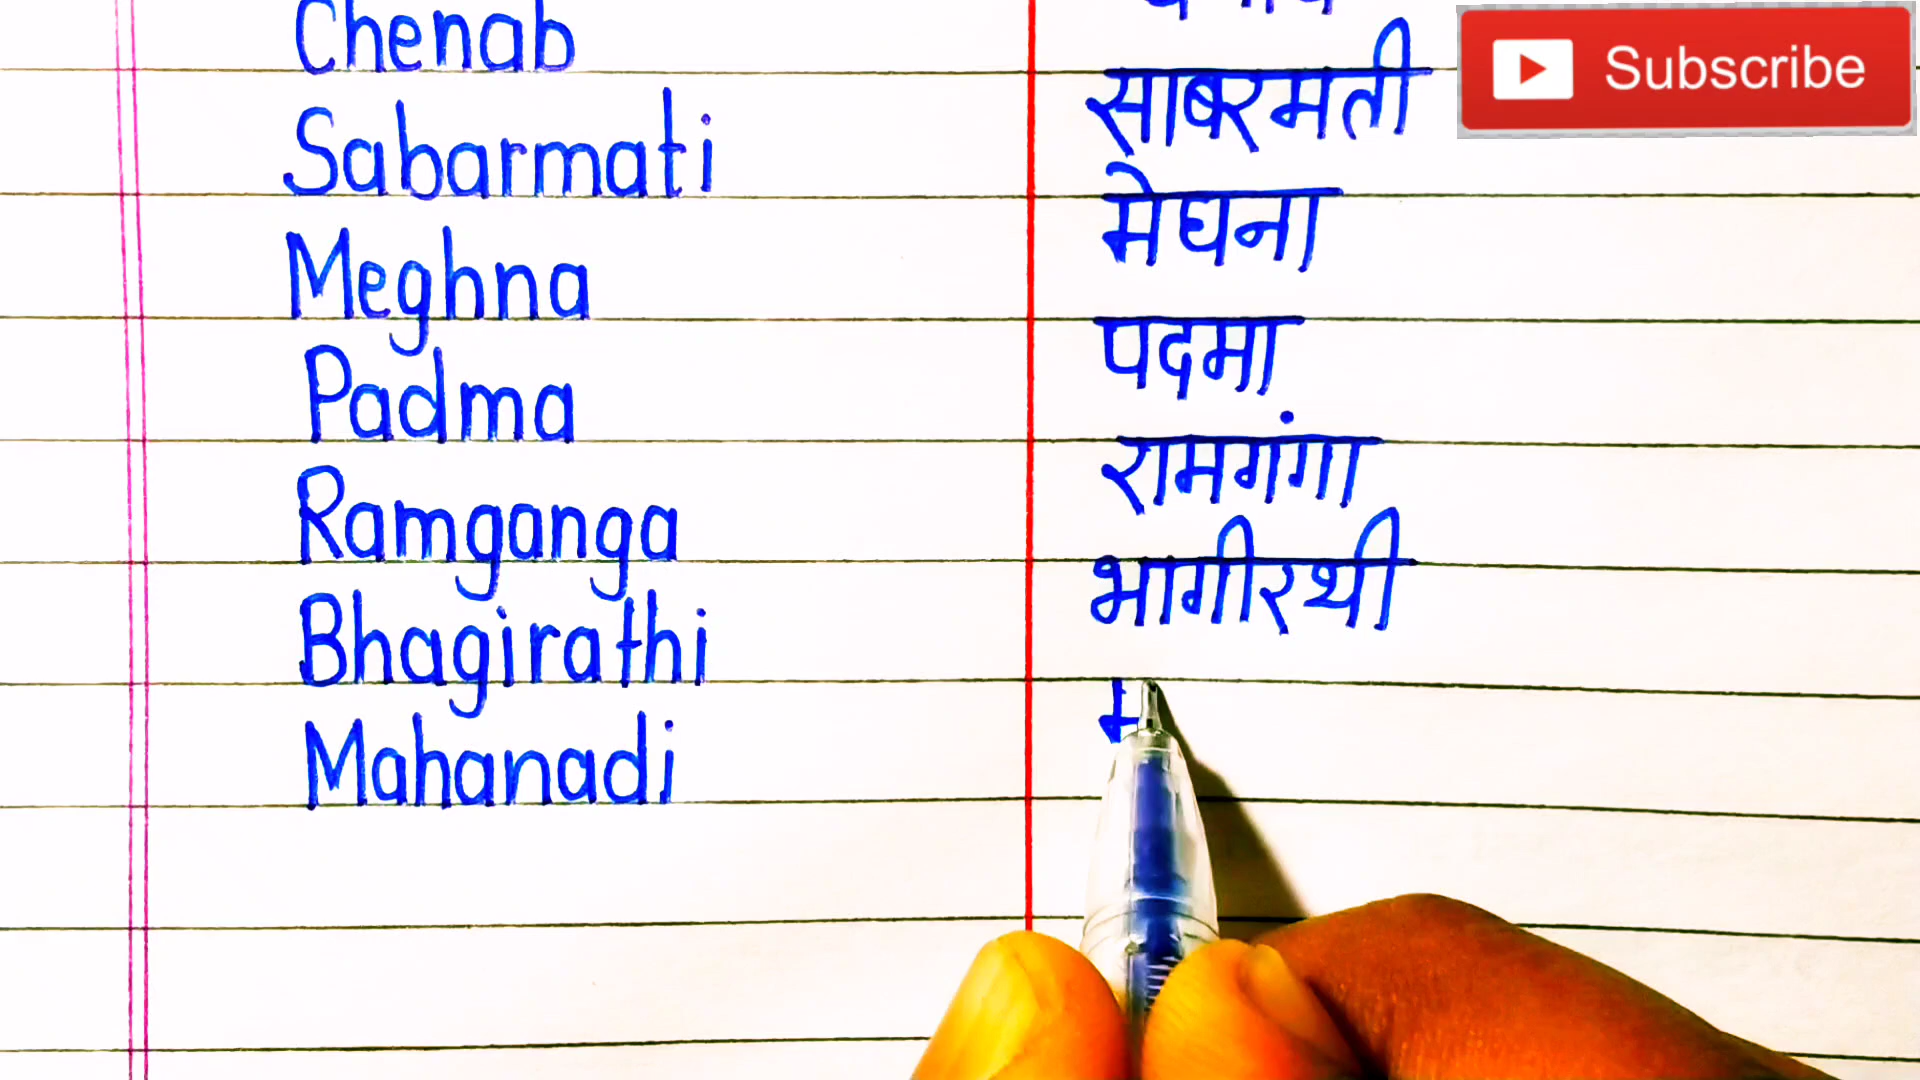 Chenab
Subscribe
Sabarmati साबरमती
Meghna मेघना
Padma पदमा
Ramganga रामगंगा
Bhagirathi भागीरथी
Mahanadi